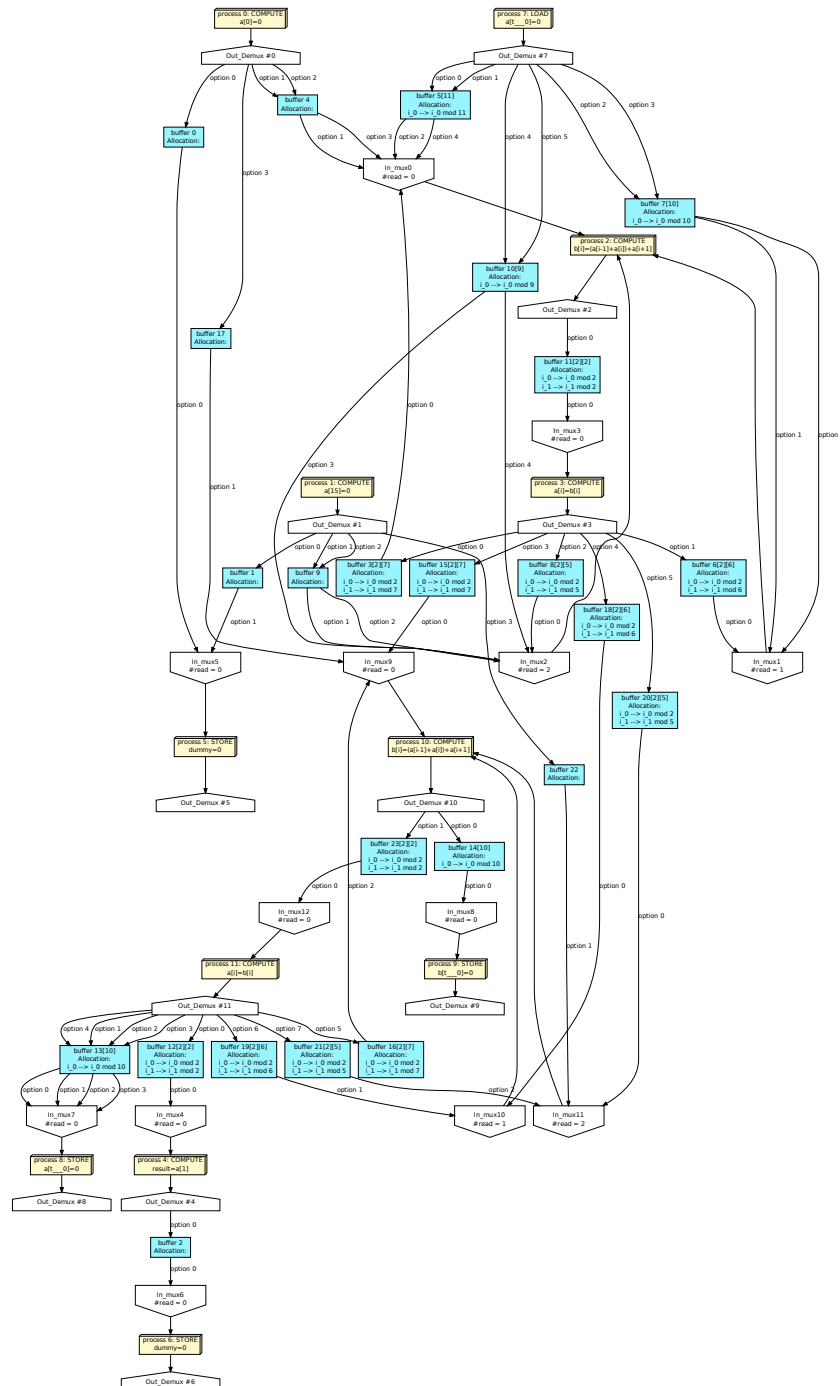 process 0: COMPUTE
a[0]=0
process 7: LOAD
a[t___0]=0
Out_Demux #0
Out_Demux #7
option 0
option 1
option 2
option 0
option 1
option 2
option 3
buffer 4
Allocation:
buffer 5[11]
Allocation:
i_0 --> i_0 mod 11
buffer 0
Allocation:
option 1
option 3
option 2
option 4
option 4
option 5
option 3
In_mux0
#read = 0
buffer 7[10]
Allocation:
i_0 --> i_0 mod 10
process 2: COMPUTE
b[i]=(a[i-1]+a[i])+a[i+1]
buffer 10[9]
Allocation:
i_0 --> i_0 mod 9
Out_Demux #2
buffer 17
Allocation:
option 0
buffer 11[2][2]
Allocation:
i_0 --> i_0 mod 2
i_1 --> i_1 mod 2
option 0
option 0
option 0
In_mux3
#read = 0
option 1
option
option 3
option 4
option 1
process 1: COMPUTE
a[15]=0
process 3: COMPUTE
a[i]=b[i]
Out_Demux #1
Out_Demux #3
option 0
option 1
option 2
option 0
option 3
option 2
option 4
option 1
buffer 1
Allocation:
buffer 9
Allocation:
buffer 3[2][7]
Allocation:
i_0 --> i_0 mod 2
i_1 --> i_1 mod 7
buffer 15[2][7]
Allocation:
i_0 --> i_0 mod 2
i_1 --> i_1 mod 7
buffer 8[2][5]
Allocation:
i_0 --> i_0 mod 2
i_1 --> i_1 mod 5
option 5
buffer 6[2][6]
Allocation:
i_0 --> i_0 mod 2
i_1 --> i_1 mod 6
buffer 18[2][6]
Allocation:
i_0 --> i_0 mod 2
i_1 --> i_1 mod 6
option 1
option 1
option 2
option 0
option 3
option 0
option 0
In_mux5
#read = 0
In_mux9
#read = 0
In_mux2
#read = 2
In_mux1
#read = 1
buffer 20[2][5]
Allocation:
i_0 --> i_0 mod 2
i_1 --> i_1 mod 5
process 5: STORE
dummy=0
process 10: COMPUTE
b[i]=(a[i-1]+a[i])+a[i+1]
buffer 22
Allocation:
Out_Demux #5
Out_Demux #10
option 1
option 0
buffer 23[2][2]
Allocation:
i_0 --> i_0 mod 2
i_1 --> i_1 mod 2
buffer 14[10]
Allocation:
i_0 --> i_0 mod 10
option 0
option 2
option 0
option 0
In_mux12
#read = 0
In_mux8
#read = 0
option 0
option 1
process 11: COMPUTE
a[i]=b[i]
process 9: STORE
b[t___0]=0
Out_Demux #11
Out_Demux #9
option 4
option 1
option 2
option 3
option 0
option 6
option 7
option 5
buffer 13[10]
Allocation:
i_0 --> i_0 mod 10
buffer 12[2][2]
Allocation:
i_0 --> i_0 mod 2
i_1 --> i_1 mod 2
buffer 19[2][6]
Allocation:
i_0 --> i_0 mod 2
i_1 --> i_1 mod 6
buffer 21[2][5]
Allocation:
i_0 --> i_0 mod 2
i_1 --> i_1 mod 5
buffer 16[2][7]
Allocation:
i_0 --> i_0 mod 2
i_1 --> i_1 mod 7
option 0
option 1
option 2
option 3
option 0
option 1
option 2
In_mux7
#read = 0
In_mux4
#read = 0
In_mux10
#read = 1
In_mux11
#read = 2
process 8: STORE
a[t___0]=0
process 4: COMPUTE
result=a[1]
Out_Demux #8
Out_Demux #4
option 0
buffer 2
Allocation:
option 0
In_mux6
#read = 0
process 6: STORE
dummy=0
Out_Demux #6